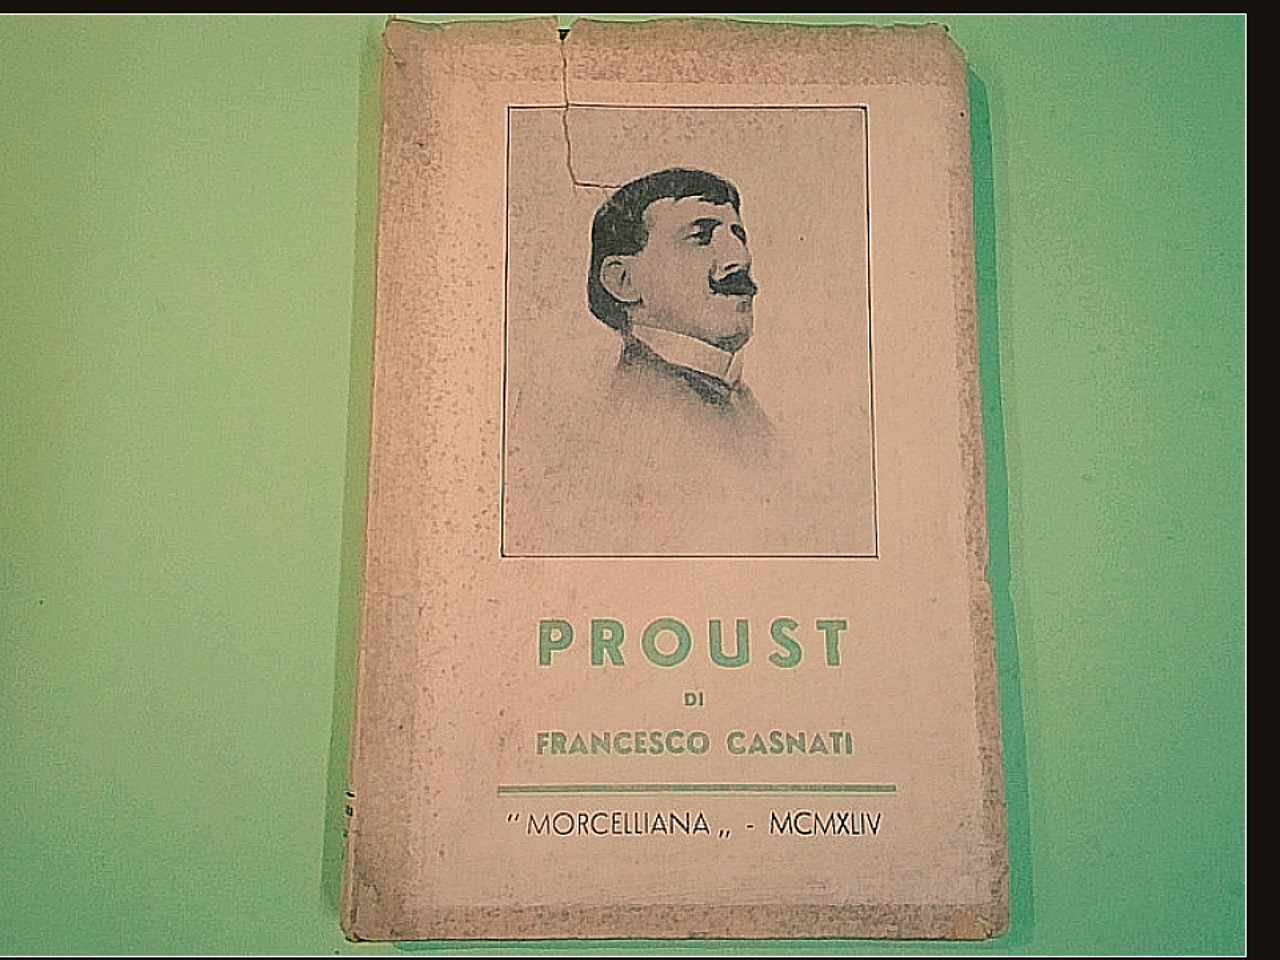 PROUST
DI
FRANCESCO CASNATI
“MORCELLIANA„ - MCMXLIV